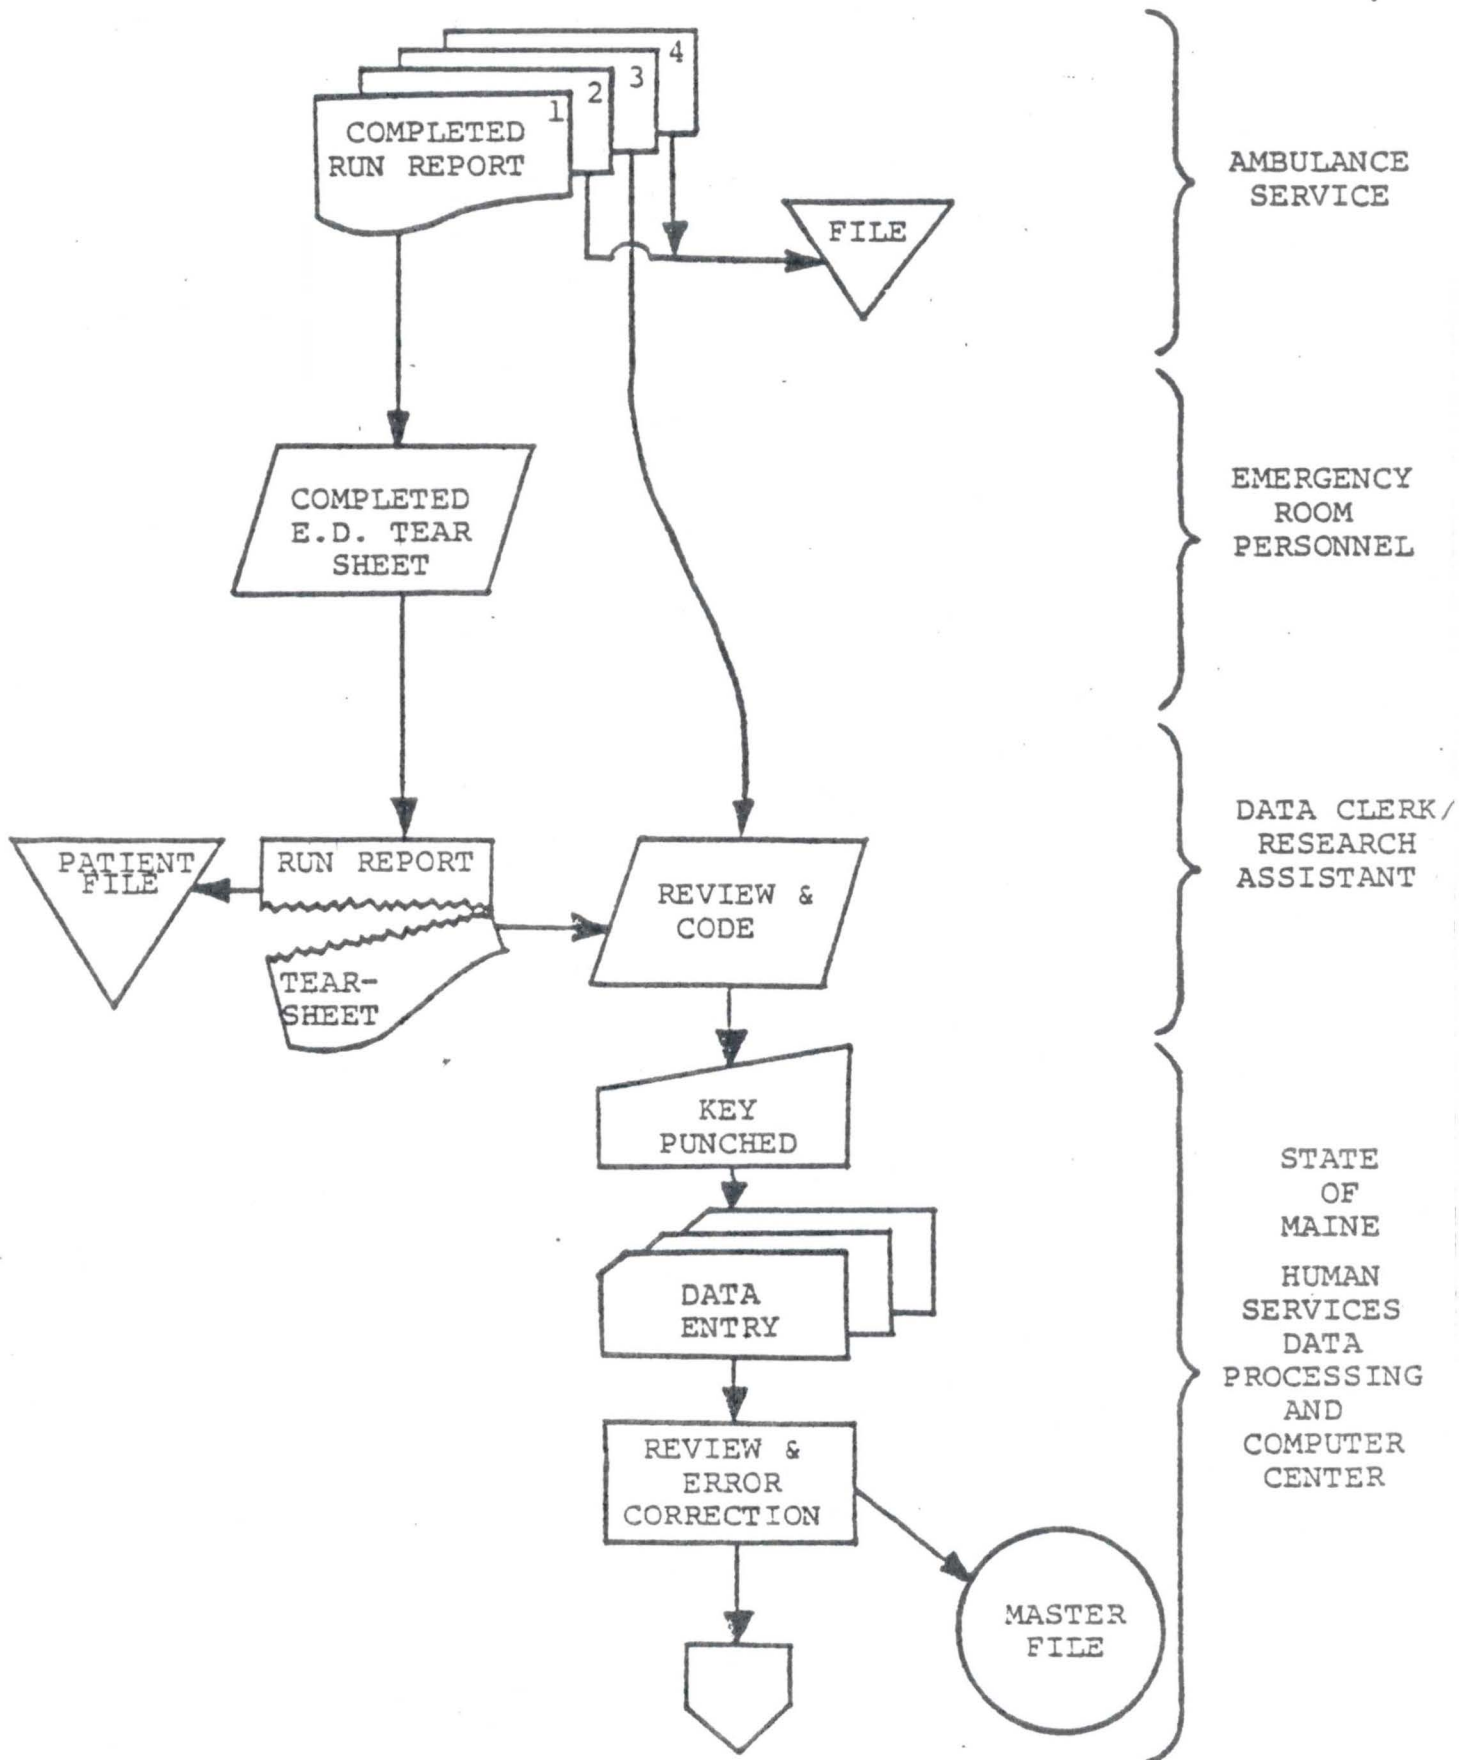 4
3
2
1
COMPLETED
RUN REPORT
FILE
AMBULANCE
SERVICE
COMPLETED
E.D. TEAR
SHEET
EMERGENCY
ROOM
PERSONNEL
PATIENT
FILE
RUN REPORT
TEAR-
SHEET
REVIEW &
CODE
DATA CLERK/
RESEARCH
ASSISTANT
KEY
PUNCHED
DATA
ENTRY
REVIEW &
ERROR
CORRECTION
MASTER
FILE
STATE
OF
MAINE
HUMAN
SERVICES
DATA
PROCESSING
AND
COMPUTER
CENTER